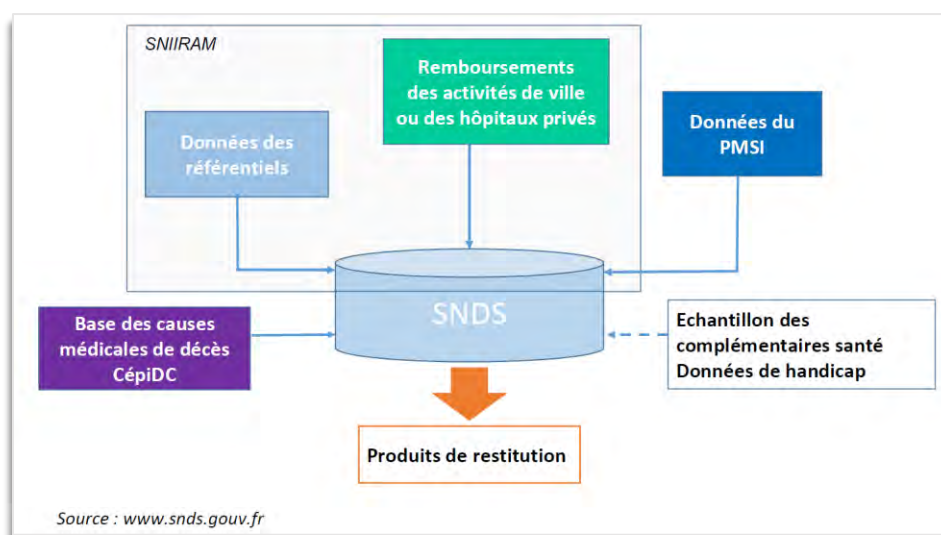 SNIIRAM
Remboursements
des activités de ville
ou des hôpitaux privés
Données des
référentiels
Données du
PMSI
SNDS
Base des causes
médicales de décès
CépiDC
Echantillon des
complémentaires santé
Données de handicap
Produits de restitution
Source : www.snds.gouv.fr